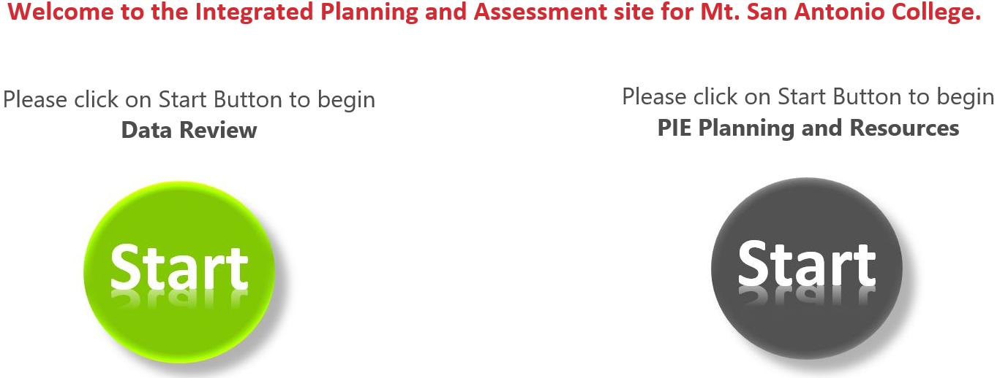 Welcome to the Integrated Planning and Assessment site for Mt. San Antonio College.
Please click on Start Button to begin
Data Review
Start
Please click on Start Button to begin
PIE Planning and Resources
Start